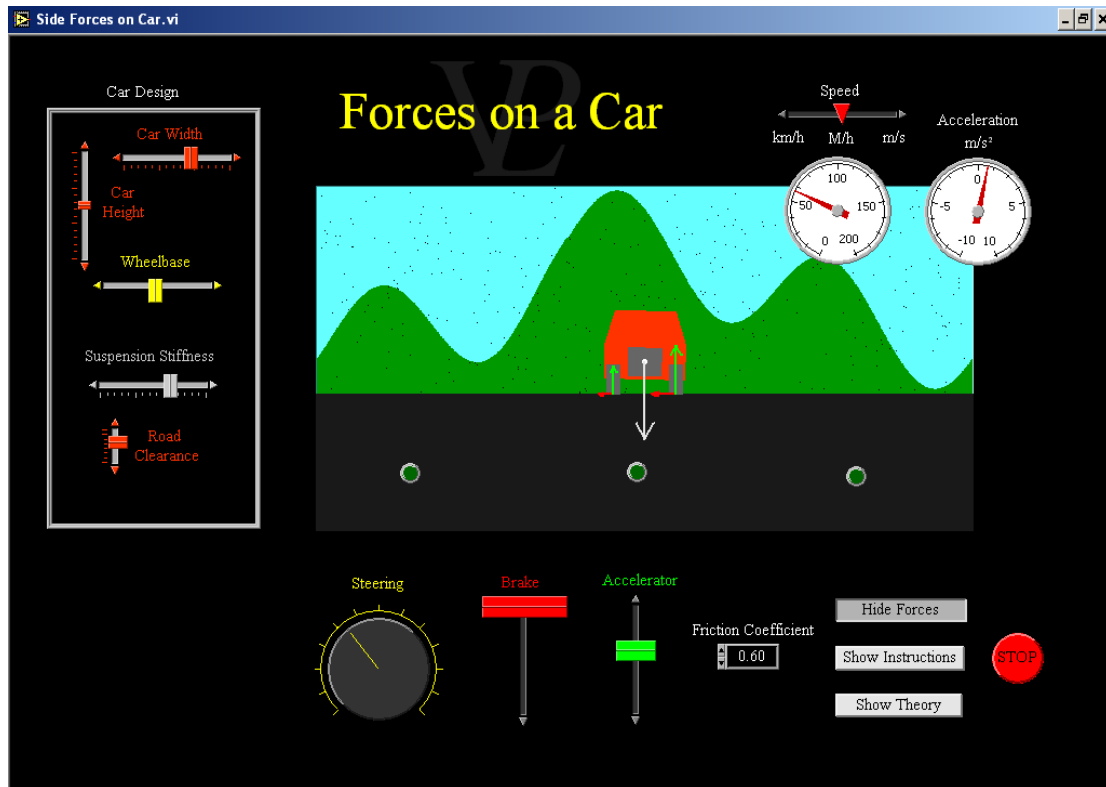 Side Forces on Car.vi
Car Design
Car Width
Car
Height
Wheelbase
Suspension Stiffness
Road
Clearance
VPL
Forces on a Car
Speed
km/h M/h m/s
0 50 100 150 200
Acceleration
m/s²
-10 -5 0 5 10
Steering
Brake
Accelerator
Friction Coefficient
0.60
Hide Forces
Show Instructions
Show Theory
STOP